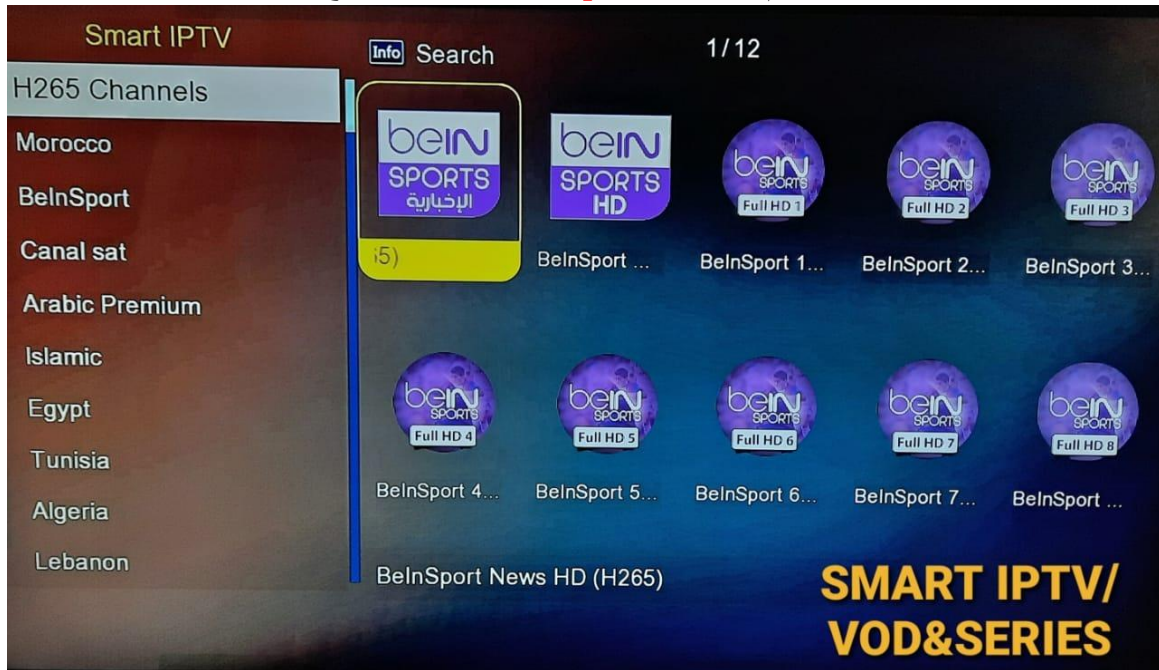 Smart IPTV
Info Search
1/12
H265 Channels
Morocco
BeInSport
Canal sat
Arabic Premium
Islamic
Egypt
Tunisia
Algeria
Lebanon
beIN
SPORTS
الإخبارية
beIN
SPORTS
HD
beIN
SPORTS
Full HD 1
beIN
SPORTS
Full HD 2
beIN
SPORTS
Full HD 3
BeInSport ...
BeInSport 1...
BeInSport 2...
BeInSport 3...
beIN
SPORTS
Full HD 4
beIN
SPORTS
Full HD 5
beIN
SPORTS
Full HD 6
beIN
SPORTS
Full HD 7
beIN
SPORTS
Full HD 8
BeInSport 4...
BeInSport 5...
BeInSport 6...
BeInSport 7...
BeInSport ...
BeInSport News HD (H265)
SMART IPTV/
VOD&SERIES